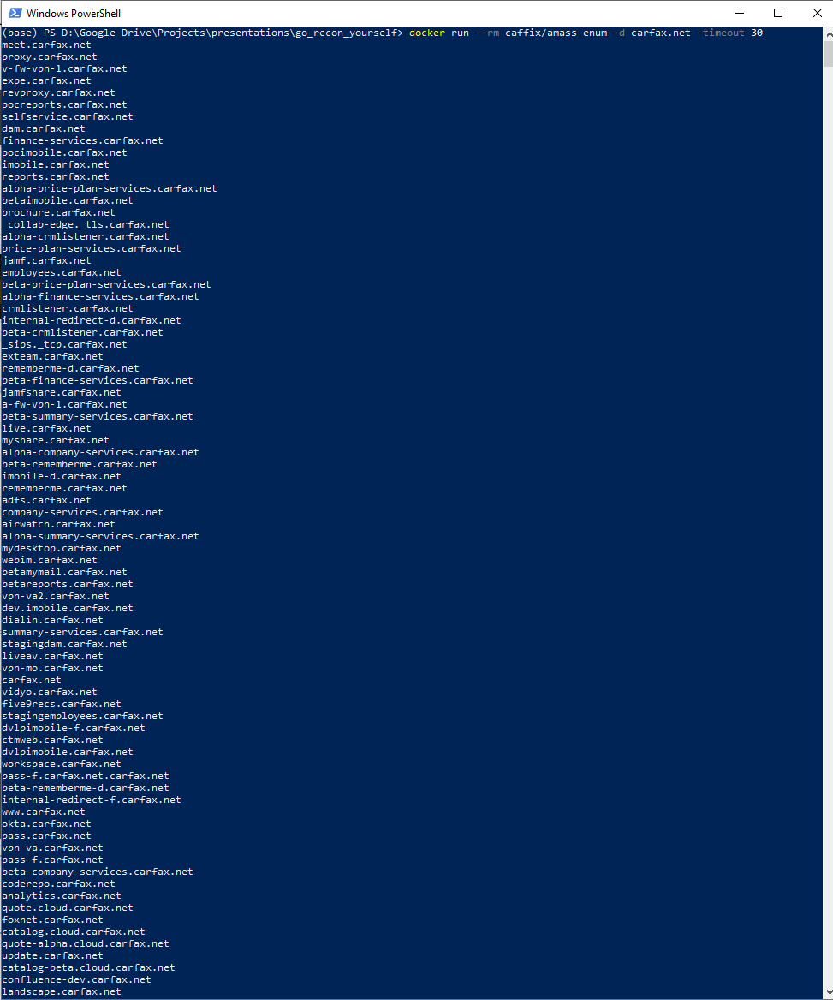 Windows PowerShell
(base) PS D:\Google Drive\Projects\presentations\go_recon_yourself> docker run --rm caffix/amass enum -d carfax.net -timeout 30
meet.carfax.net
proxy.carfax.net
v-fw-vpn-1.carfax.net
expe.carfax.net
revproxy.carfax.net
pocreports.carfax.net
selfservice.carfax.net
dam.carfax.net
finance-services.carfax.net
pocimobile.carfax.net
imobile.carfax.net
reports.carfax.net
alpha-price-plan-services.carfax.net
betaimobile.carfax.net
brochure.carfax.net
_collab-edge._tls.carfax.net
alpha-crmlistener.carfax.net
price-plan-services.carfax.net
jamf.carfax.net
employees.carfax.net
beta-price-plan-services.carfax.net
alpha-finance-services.carfax.net
crmlistener.carfax.net
internal-redirect-d.carfax.net
beta-crmlistener.carfax.net
_sips._tcp.carfax.net
exteam.carfax.net
rememberme-d.carfax.net
beta-finance-services.carfax.net
jamfshare.carfax.net
a-fw-vpn-1.carfax.net
beta-summary-services.carfax.net
live.carfax.net
myshare.carfax.net
alpha-company-services.carfax.net
beta-rememberme.carfax.net
imobile-d.carfax.net
rememberme.carfax.net
adfs.carfax.net
company-services.carfax.net
airwatch.carfax.net
alpha-summary-services.carfax.net
mydesktop.carfax.net
webim.carfax.net
betamymail.carfax.net
betareports.carfax.net
vpn-va2.carfax.net
dev.imobile.carfax.net
dialin.carfax.net
summary-services.carfax.net
stagingdam.carfax.net
liveav.carfax.net
vpn-mo.carfax.net
carfax.net
vidyo.carfax.net
five9recs.carfax.net
stagingemployees.carfax.net
dvlpimobile-f.carfax.net
ctmweb.carfax.net
dvlpimobile.carfax.net
workspace.carfax.net
pass-f.carfax.net.carfax.net
beta-rememberme-d.carfax.net
internal-redirect-f.carfax.net
www.carfax.net
okta.carfax.net
pass.carfax.net
vpn-va.carfax.net
pass-f.carfax.net
beta-company-services.carfax.net
coderepo.carfax.net
analytics.carfax.net
quote.cloud.carfax.net
foxnet.carfax.net
catalog.cloud.carfax.net
quote-alpha.cloud.carfax.net
update.carfax.net
catalog-beta.cloud.carfax.net
confluence-dev.carfax.net
landscape.carfax.net